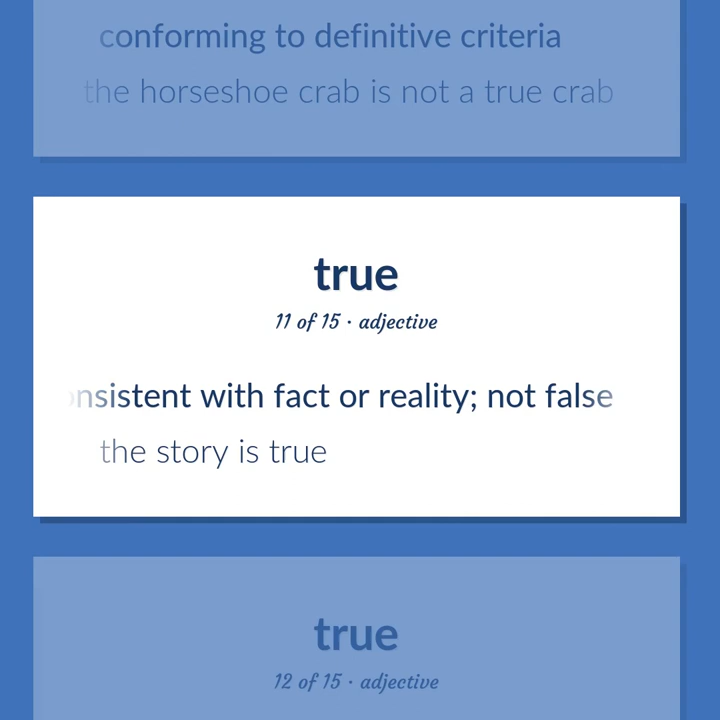 conforming to definitive criteria
the horseshoe crab is not a true crab
true
11 of 15 · adjective
onsistent with fact or reality; not false
the story is true
true
12 of 15 · adjective